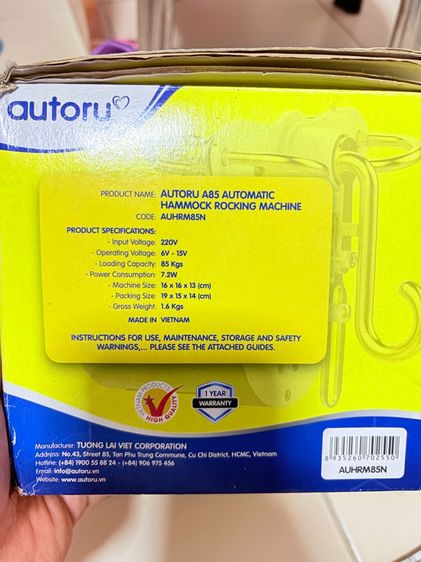 autoru
PRODUCT NAME: AUTORU A85 AUTOMATIC
HAMMOCK ROCKING MACHINE
CODE: AUHRM85N
PRODUCT SPECIFICATIONS:
- Input Voltage: 220V
- Operating Voltage: 6V - 15V
- Loading Capacity: 85 Kgs
- Power Consumption: 7.2W
- Machine Size: 16 x 16 x 13 (cm)
- Packing Size: 19 x 15 x 14 (cm)
- Gross Weight: 1.6 Kgs
MADE IN VIETNAM
INSTRUCTIONS FOR USE, MAINTENANCE, STORAGE AND SAFETY
WARNINGS,... PLEASE SEE THE ATTACHED GUIDES.
VIETNAM PRODUCTS
HIGH QUALITY
1 YEAR
WARRANTY
Manufacturer: TUONG LAI VIET CORPORATION
Address: No.43, Street 85, Tan Phu Trung Commune, Cu Chi District, HCMC, Vietnam
Hotline: (+84) 1900 55 88 24 - (+84) 906 975 456
Email: info@autoru.vn
Website: www.autoru.vn
8 935260 702550
AUHRM85N